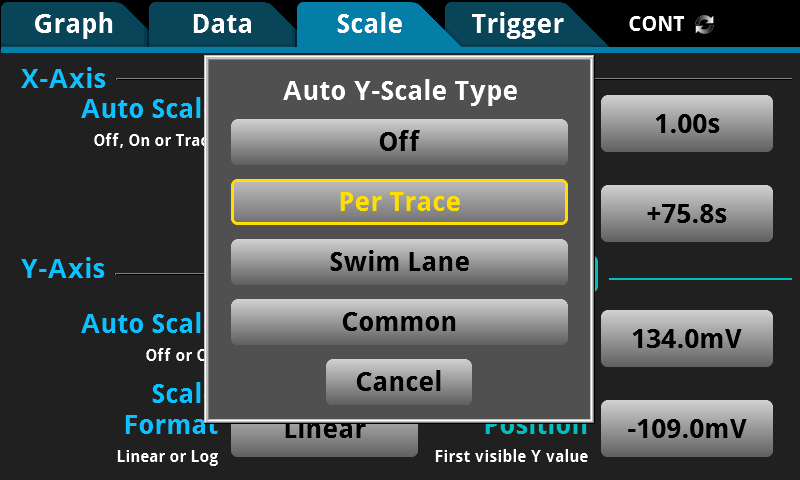 Graph Data Scale Trigger CONT
Auto Y-Scale Type
Off
Per Trace
Swim Lane
Common
Cancel
X-Axis
Auto Scal
Off, On or Trac
1.00s
+75.8s
Y-Axis
Auto Scal
Off or
134.0mV
Scal
Format
Linear
Linear or Log
Position
First visible Y value
-109.0mV